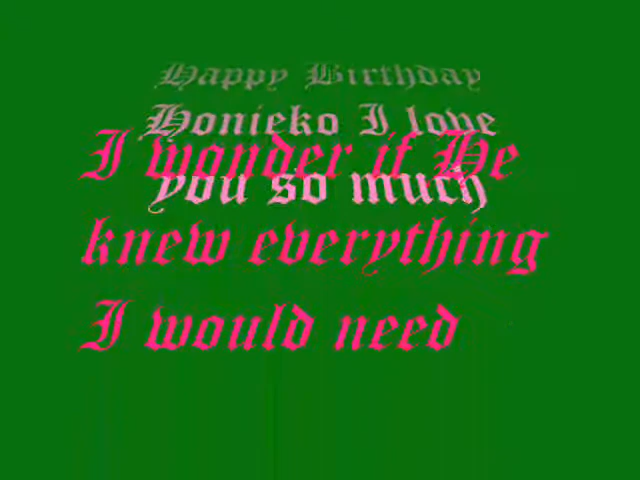 Happy Birthday
Honieko I love
you so much
I wonder if He
knew everything
I would need